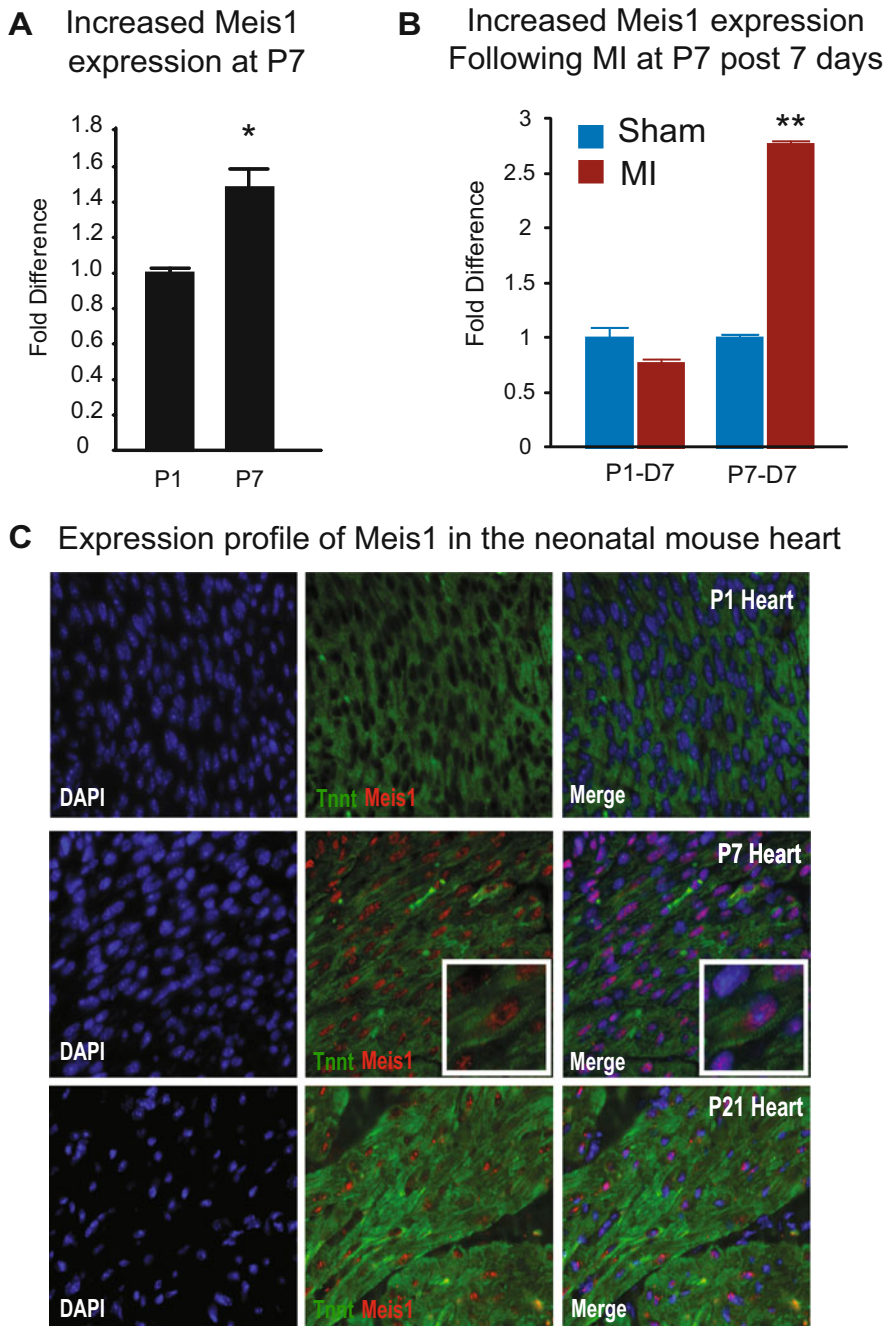 A Increased Meis1
expression at P7
1.8
1.6
1.4
1.2
1.0
0.8
0.6
0.4
0.2
0
Fold Difference
*
P1 P7
B Increased Meis1 expression
Following MI at P7 post 7 days
3
2.5
2
1.5
1
0.5
0
Fold Difference
Sham
MI
**
P1-D7 P7-D7
C Expression profile of Meis1 in the neonatal mouse heart
P1 Heart
DAPI Tnnt Meis1 Merge
P7 Heart
DAPI Tnnt Meis1 Merge
P21 Heart
DAPI Tnnt Meis1 Merge